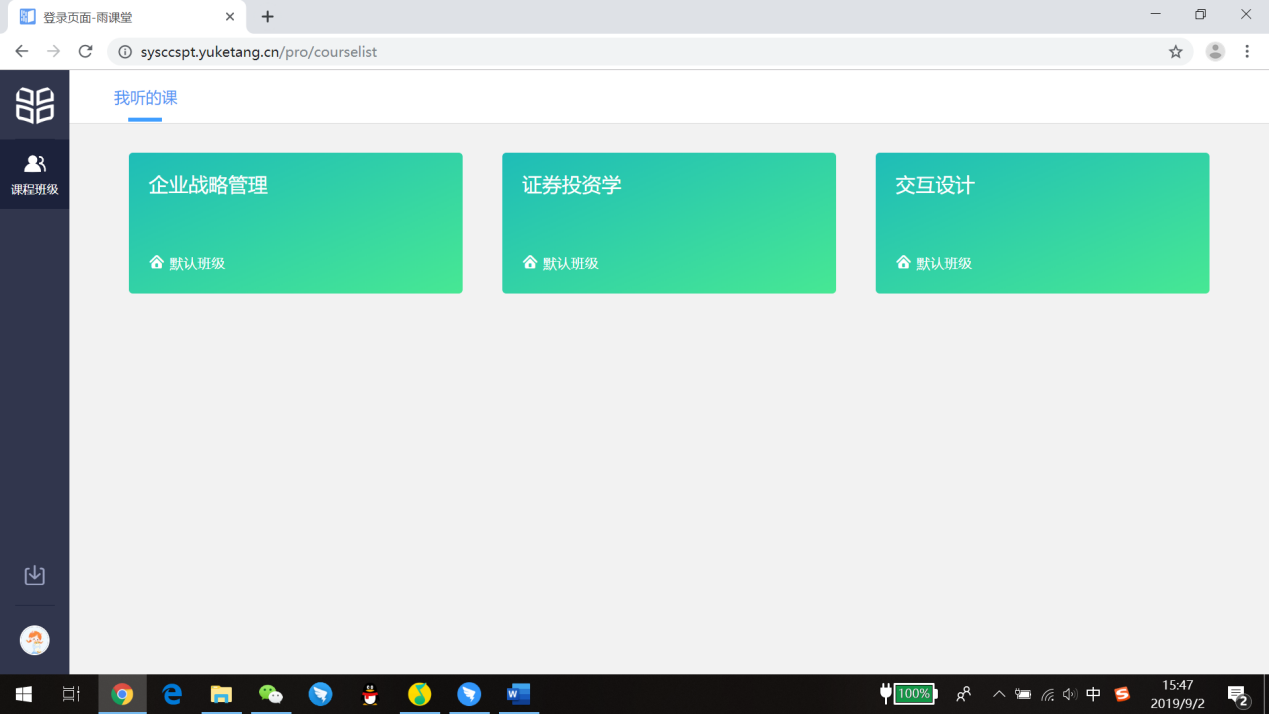 登录页面-雨课堂
sysccspt.yuketang.cn/pro/courselist
我听的课
课程班级
企业战略管理
默认班级
证券投资学
默认班级
交互设计
默认班级
100%
中
15:47
2019/9/2
2